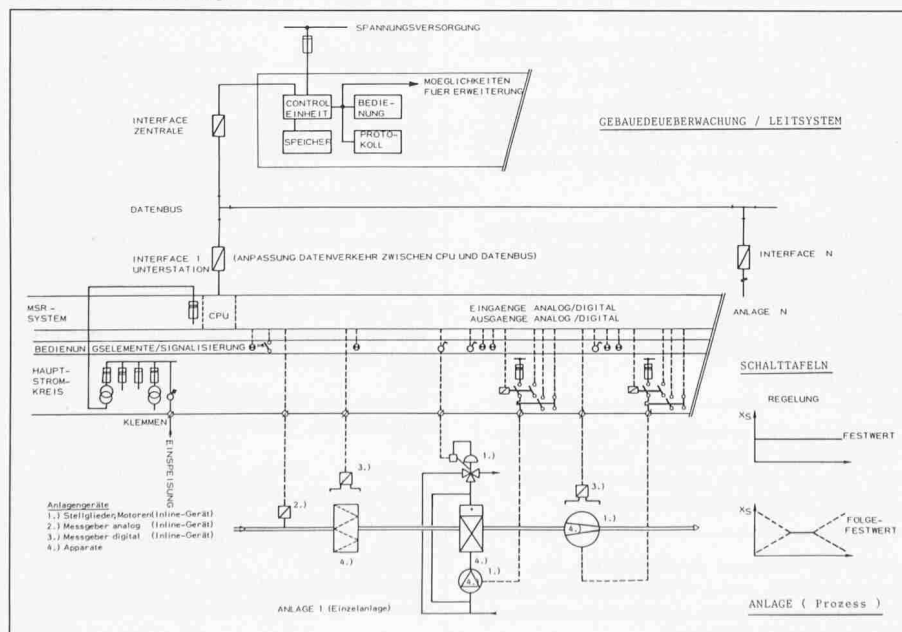 SPANNUNGSVERSORGUNG
MOEGLICHKEITEN
FUER ERWEITERUNG
CONTROL
EINHEIT
BEDIE-
NUNG
SPEICHER
PROTO-
KOLL
INTERFACE
ZENTRALE
GEBAEUDEUEBERWACHUNG / LEITSYSTEM
DATENBUS
INTERFACE I
UNTERSTATION
(ANPASSUNG DATENVERKEHR ZWISCHEN CPU UND DATENBUS)
INTERFACE N
MSR-
SYSTEM
CPU
EINGAENGE ANALOG/DIGITAL
AUSGAENGE ANALOG/DIGITAL
ANLAGE N
BEDIENUNGSELEMENTE/SIGNALISIERUNG
HAUPT-
STROM-
KREIS
SCHALTTAFELN
KLEMMEN
EINSPEISUNG
REGELUNG
XS
FESTWERT
1.)
3.)
2.)
3.)
1.)
4.)
Anlagengeräte
1.) Stellglieder, Motoren (Inline-Gerät)
2.) Messgeber analog (Inline-Gerät)
3.) Messgeber digital (Inline-Gerät)
4.) Apparate
4.)
4.)
1.)
4.)
XS
FOLGE-
FESTWERT
ANLAGE I (Einzelanlage)
ANLAGE ( Prozess )